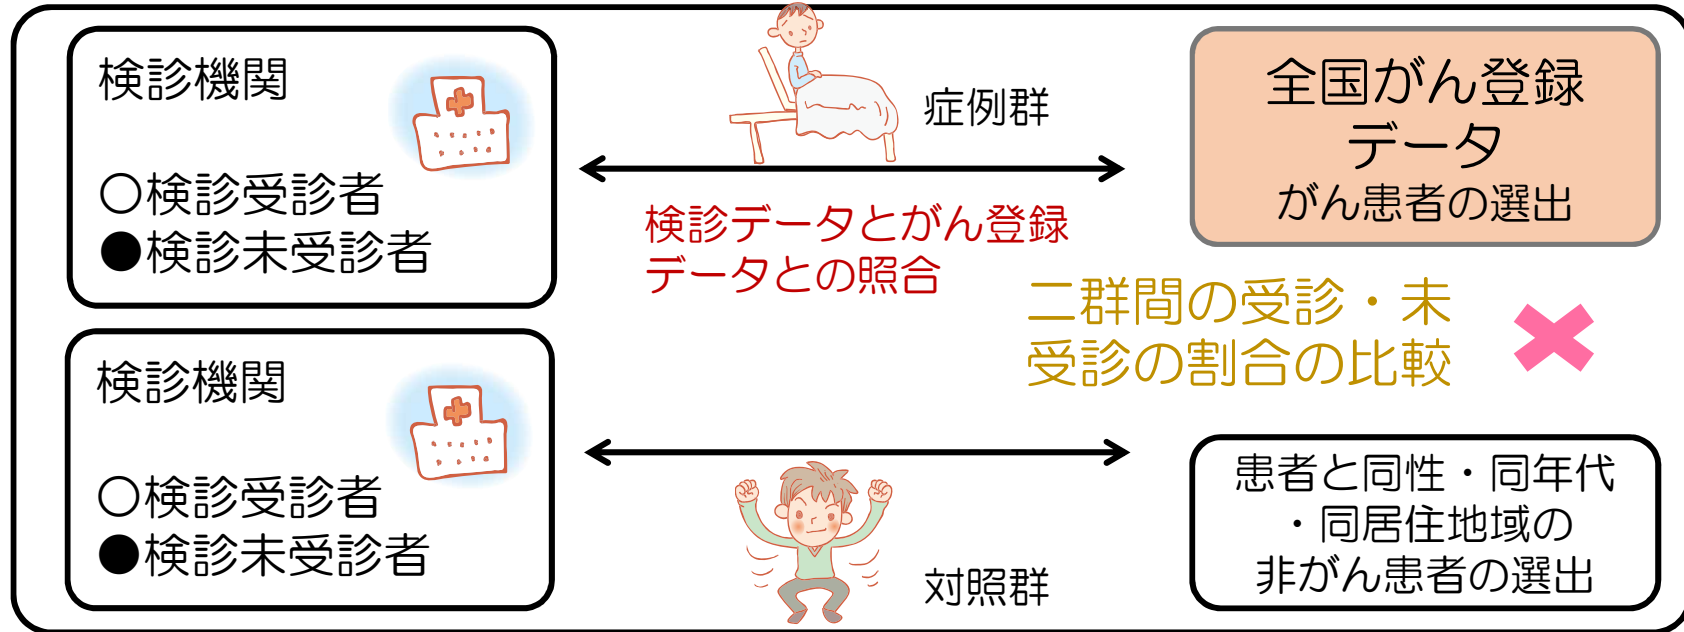 検診機関
〇検診受診者
●検診未受診者
症例群
検診データとがん登録
データとの照合
全国がん登録
データ
がん患者の選出
二群間の受診・未
受診の割合の比較
検診機関
〇検診受診者
●検診未受診者
対照群
患者と同性・同年代
・同居住地域の
非がん患者の選出